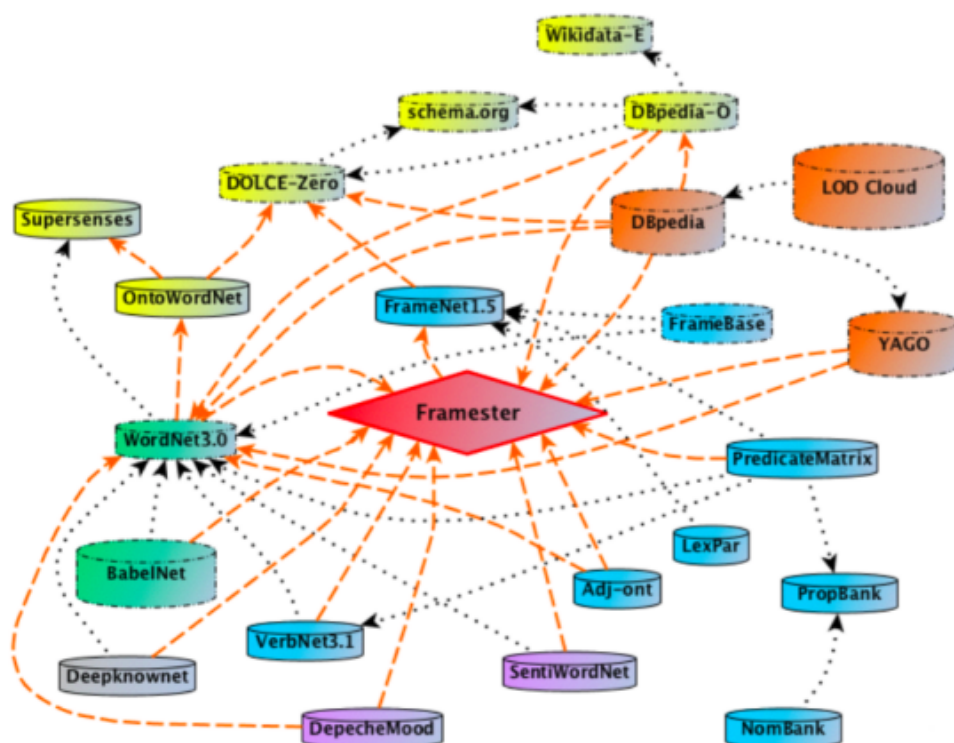 Wikidata-E
schema.org
DBpedia-O
DOLCE-Zero
LOD Cloud
Supersenses
DBpedia
OntoWordNet
FrameNet1.5
FrameBase
YAGO
Framester
WordNet3.0
PredicateMatrix
LexPar
BabelNet
Adj-ont
PropBank
VerbNet3.1
Deepknownet
SentiWordNet
DepecheMood
NomBank